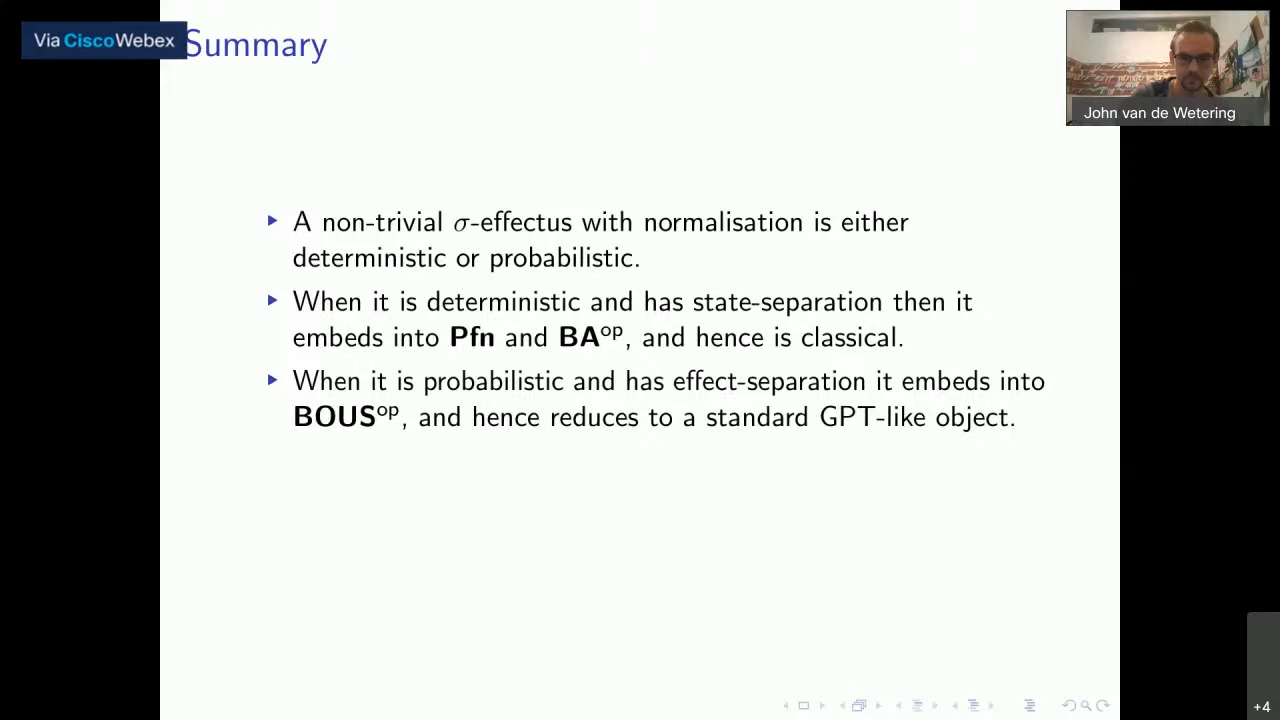 Via Cisco Webex
Summary
John van de Wetering
▶ A non-trivial σ-effectus with normalisation is either
deterministic or probabilistic.
▶ When it is deterministic and has state-separation then it
embeds into Pfn and BAᵒᵖ, and hence is classical.
▶ When it is probabilistic and has effect-separation it embeds into
BOUSᵒᵖ, and hence reduces to a standard GPT-like object.
+4